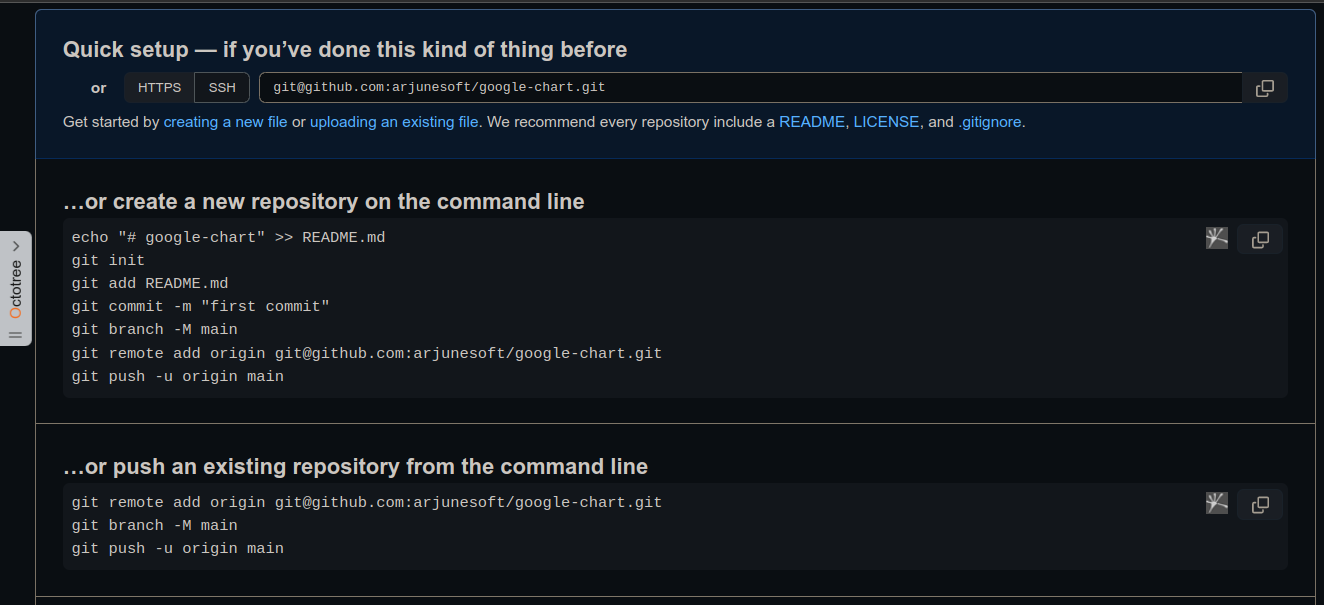 Quick setup — if you’ve done this kind of thing before
or HTTPS SSH git@github.com:arjunesoft/google-chart.git
Get started by creating a new file or uploading an existing file. We recommend every repository include a README, LICENSE, and .gitignore.
…or create a new repository on the command line
echo "# google-chart" >> README.md
git init
git add README.md
git commit -m "first commit"
git branch -M main
git remote add origin git@github.com:arjunesoft/google-chart.git
git push -u origin main
Octotree
…or push an existing repository from the command line
git remote add origin git@github.com:arjunesoft/google-chart.git
git branch -M main
git push -u origin main